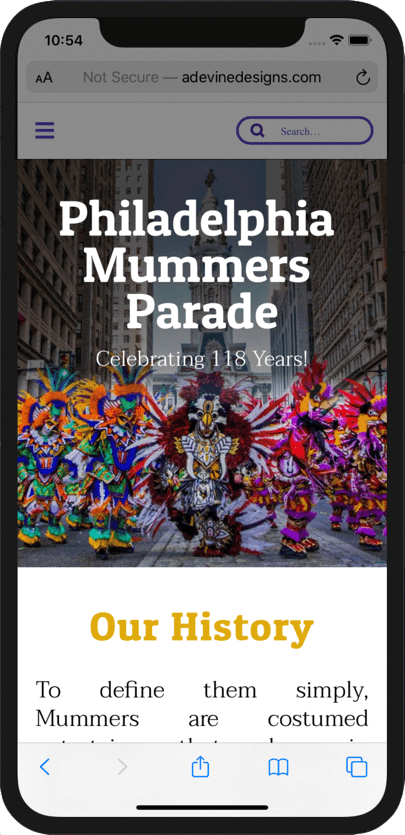 10:54
AA
Not Secure — adevinedesigns.com
Search...
Philadelphia
Mummers
Parade
Celebrating 118 Years!
Our History
To define them simply,
Mummers are costumed